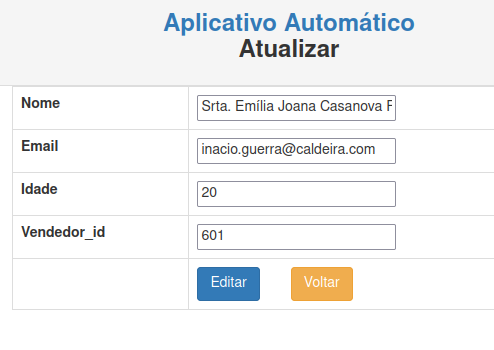 Aplicativo Automático
Atualizar
Nome Srta. Emília Joana Casanova
Email inacio.guerra@caldeira.com
Idade 20
Vendedor_id 601
Editar Voltar